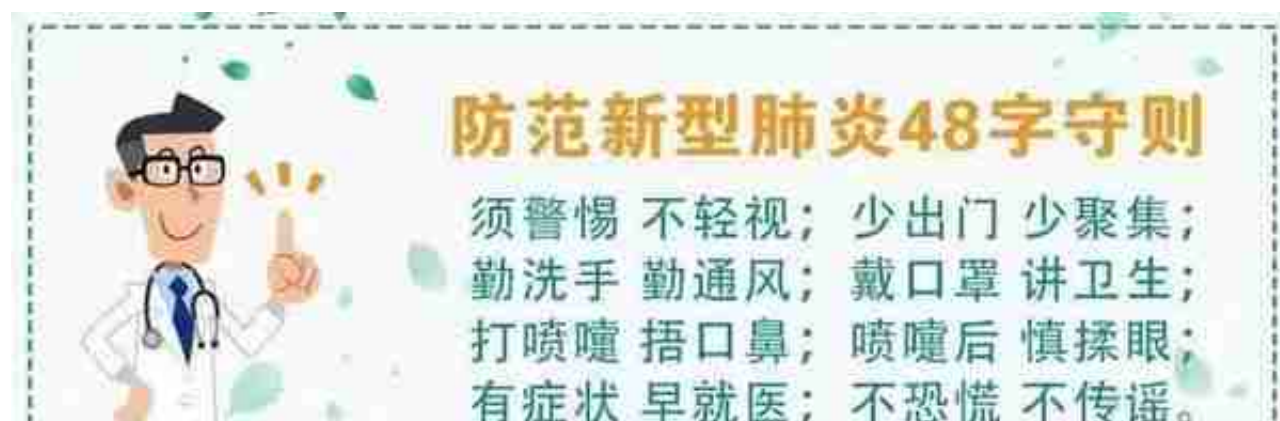 防范新型肺炎48字守则
须警惕 不轻视；少出门 少聚集；
勤洗手 勤通风；戴口罩 讲卫生；
打喷嚏 捂口鼻；喷嚏后 慎揉眼；
有症状 早就医；不恐慌 不传谣。